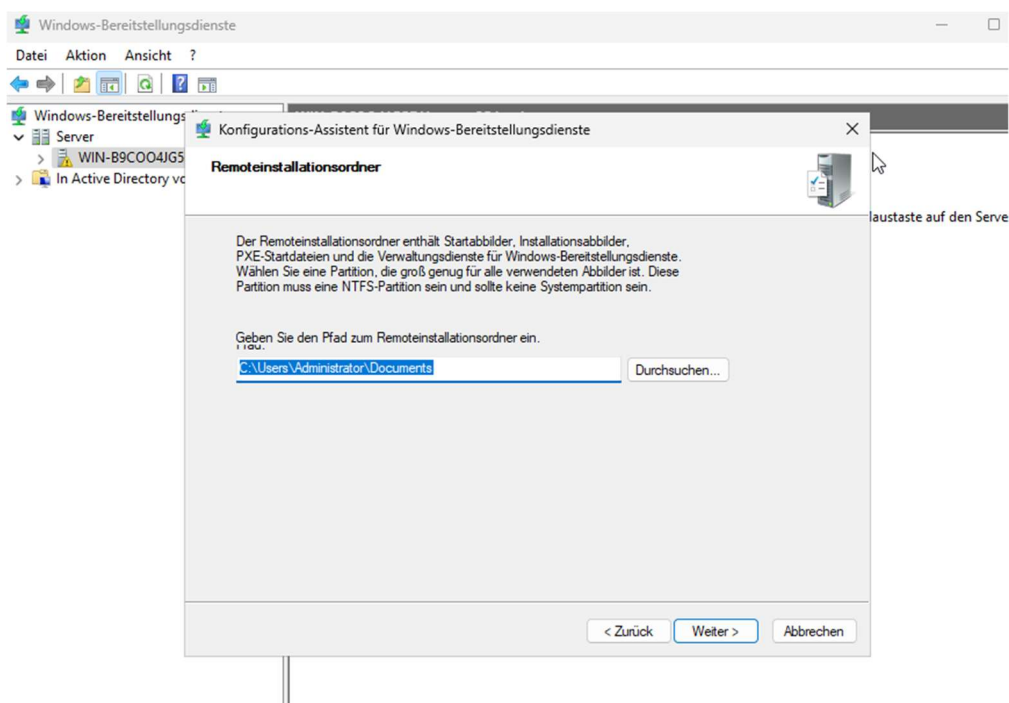 Windows-Bereitstellungsdienste
Datei Aktion Ansicht ?
Windows-Bereitstellungs
Server
WIN-B9COO4JG5
In Active Directory vo
Konfigurations-Assistent für Windows-Bereitstellungsdienste
Remoteinstallationsordner
laustaste auf den Serve
Der Remoteinstallationsordner enthält Startabbilder, Installationsabbilder,
PXE-Startdateien und die Verwaltungsdienste für Windows-Bereitstellungsdienste.
Wählen Sie eine Partition, die groß genug für alle verwendeten Abbilder ist. Diese
Partition muss eine NTFS-Partition sein und sollte keine Systempartition sein.
Geben Sie den Pfad zum Remoteinstallationsordner ein.
C:\Users\Administrator\Documents
Durchsuchen...
< Zurück Weiter > Abbrechen